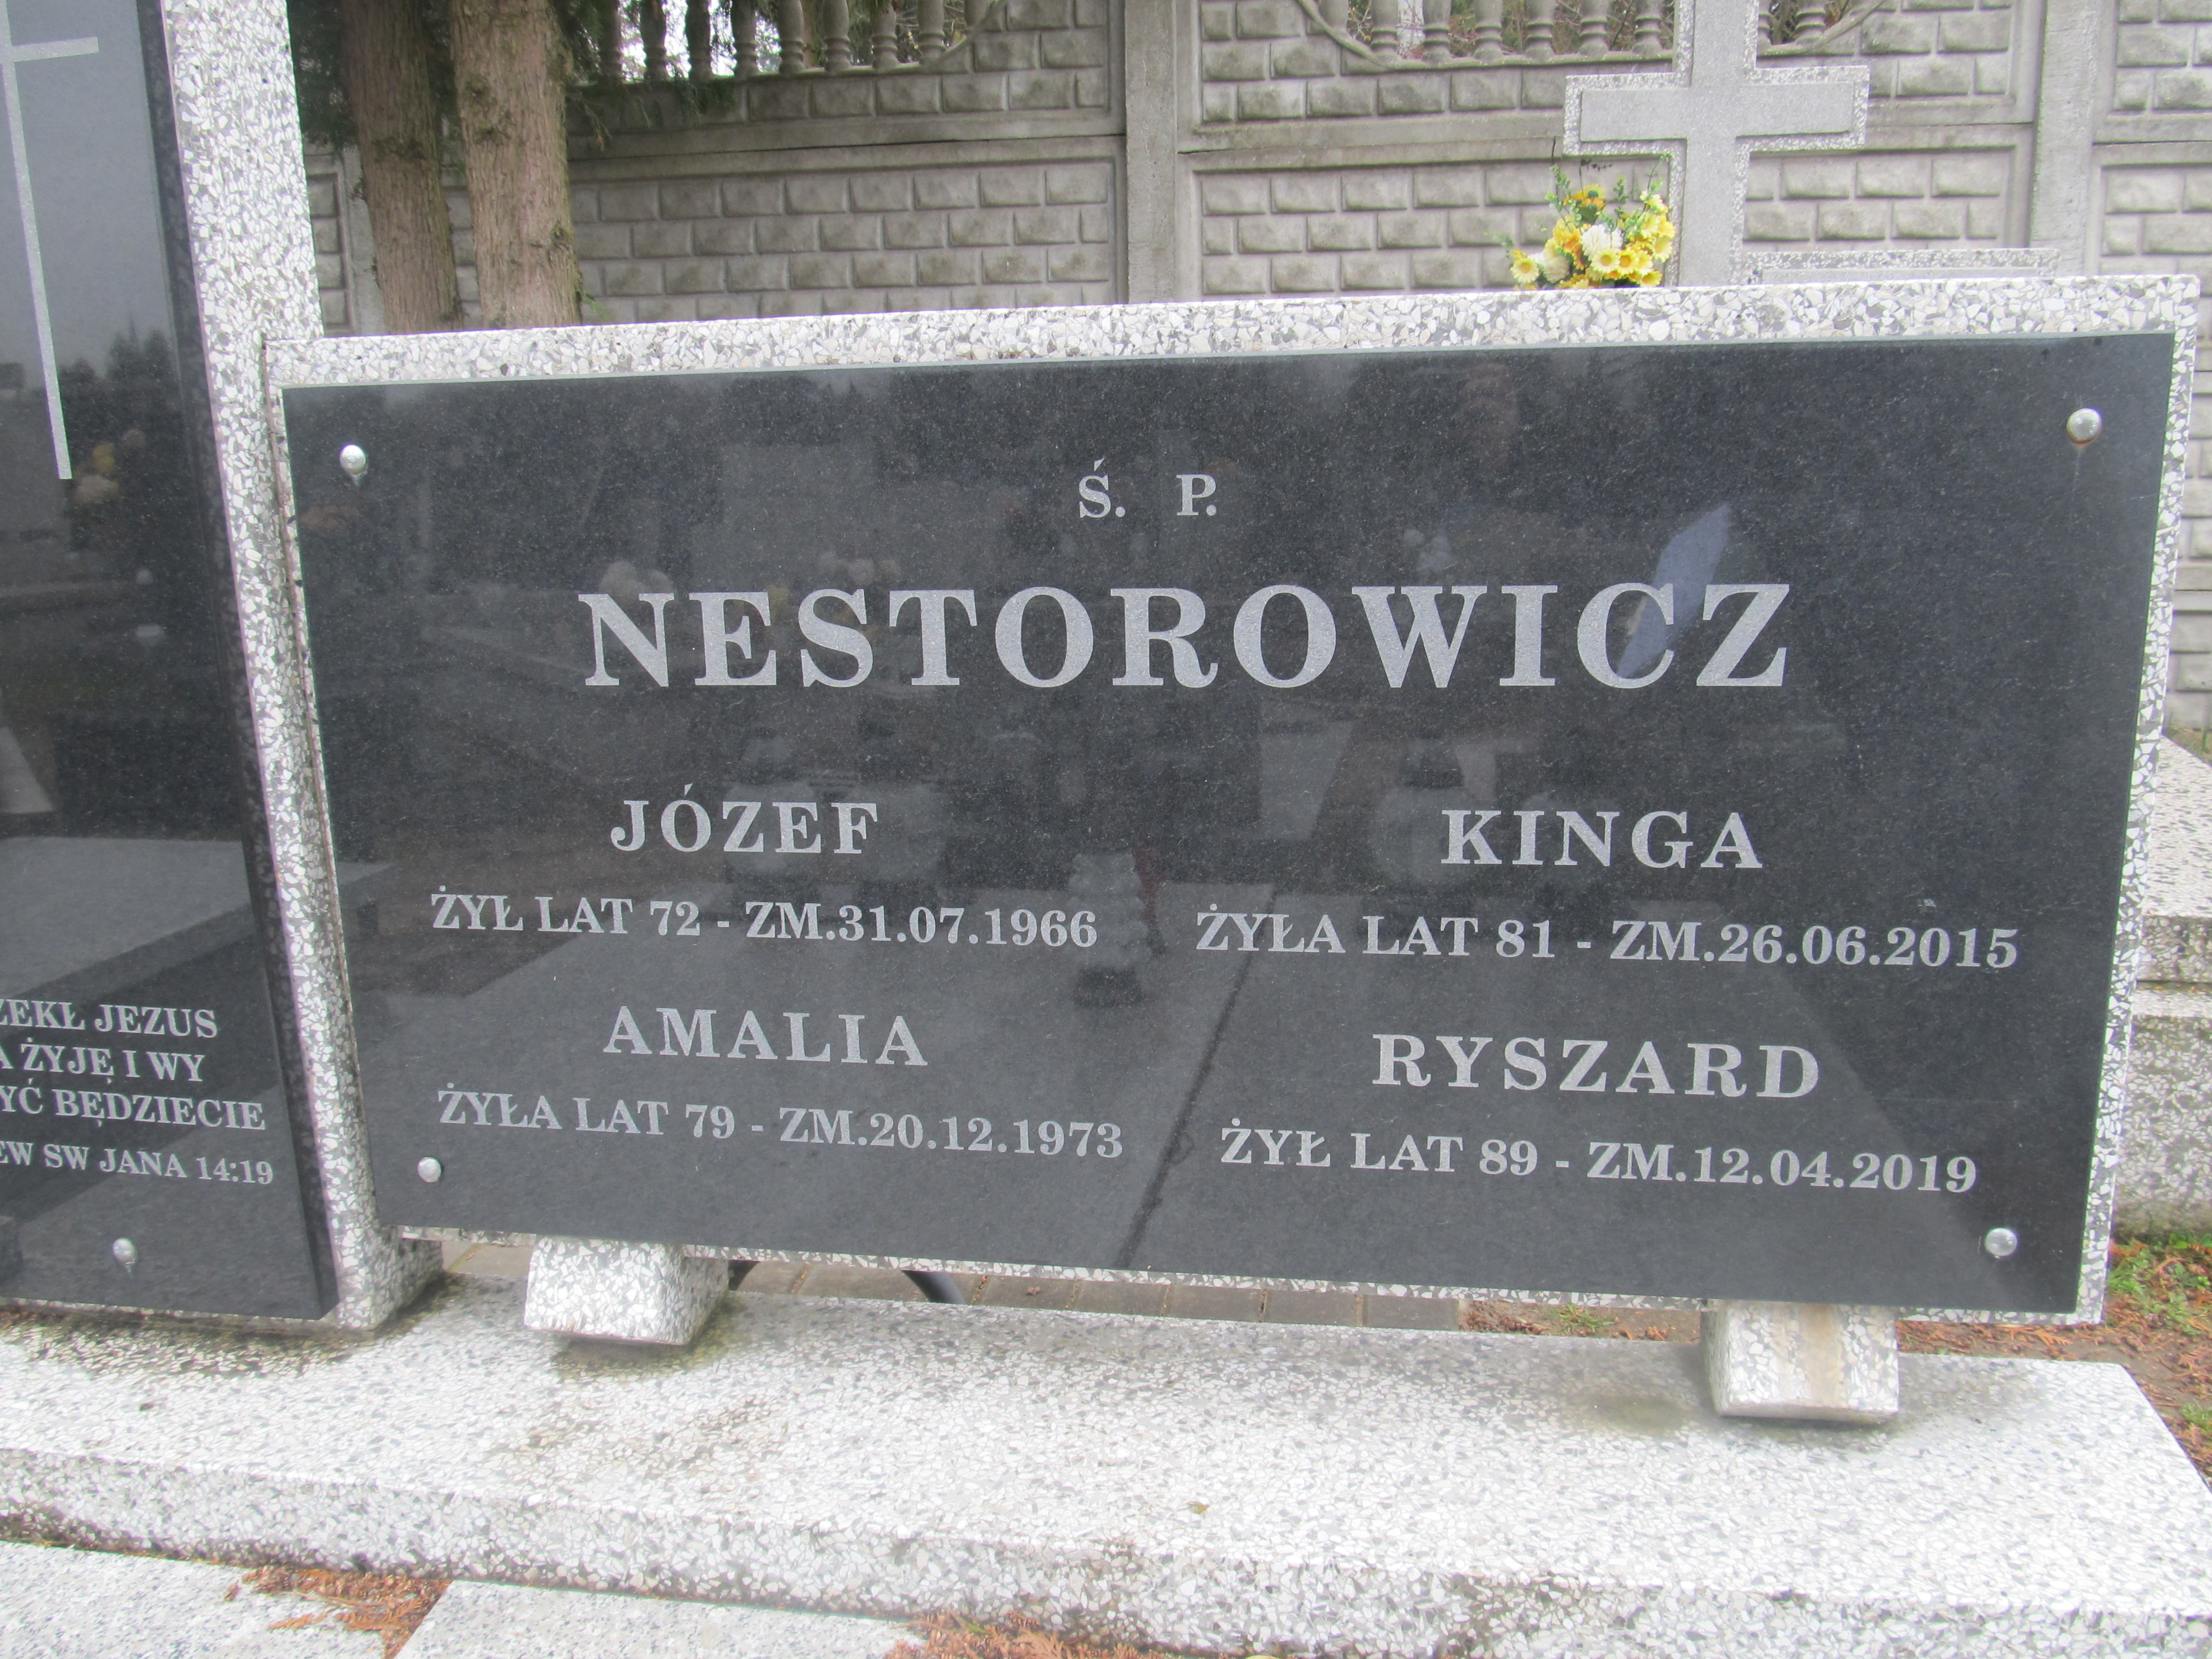 Ś. P.
NESTOROWICZ
JÓZEF
ŻYŁ LAT 72 - ZM.31.07.1966
AMALIA
ŻYŁA LAT 79 - ZM.20.12.1973
KINGA
ŻYŁA LAT 81 - ZM.26.06.2015
RYSZARD
ŻYŁ LAT 89 - ZM.12.04.2019
JEZUS
ŻYJĘ I WY
BĘDZIECIE
SW JANA 14:19